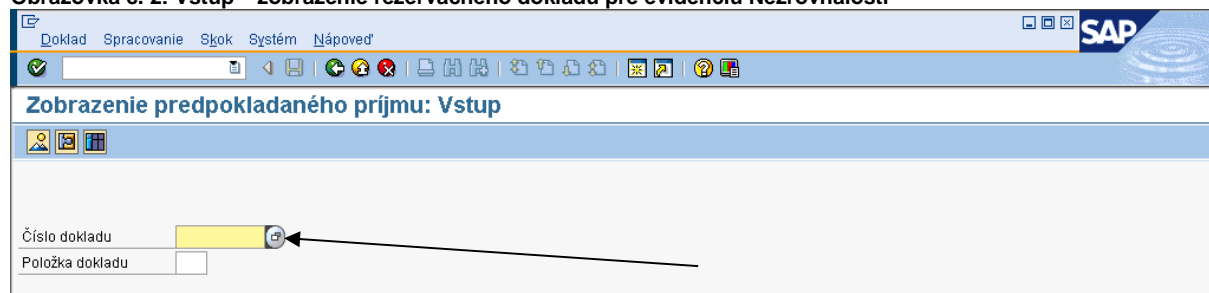 Obrazovka č. 2: Vstup – zobrazenie rezervačného dokladu pre evidenciu Nezrovnalostí
Doklad Spracovanie Skok Systém Nápoveď
SAP
Zobrazenie predpokladaného príjmu: Vstup
Číslo dokladu
Položka dokladu